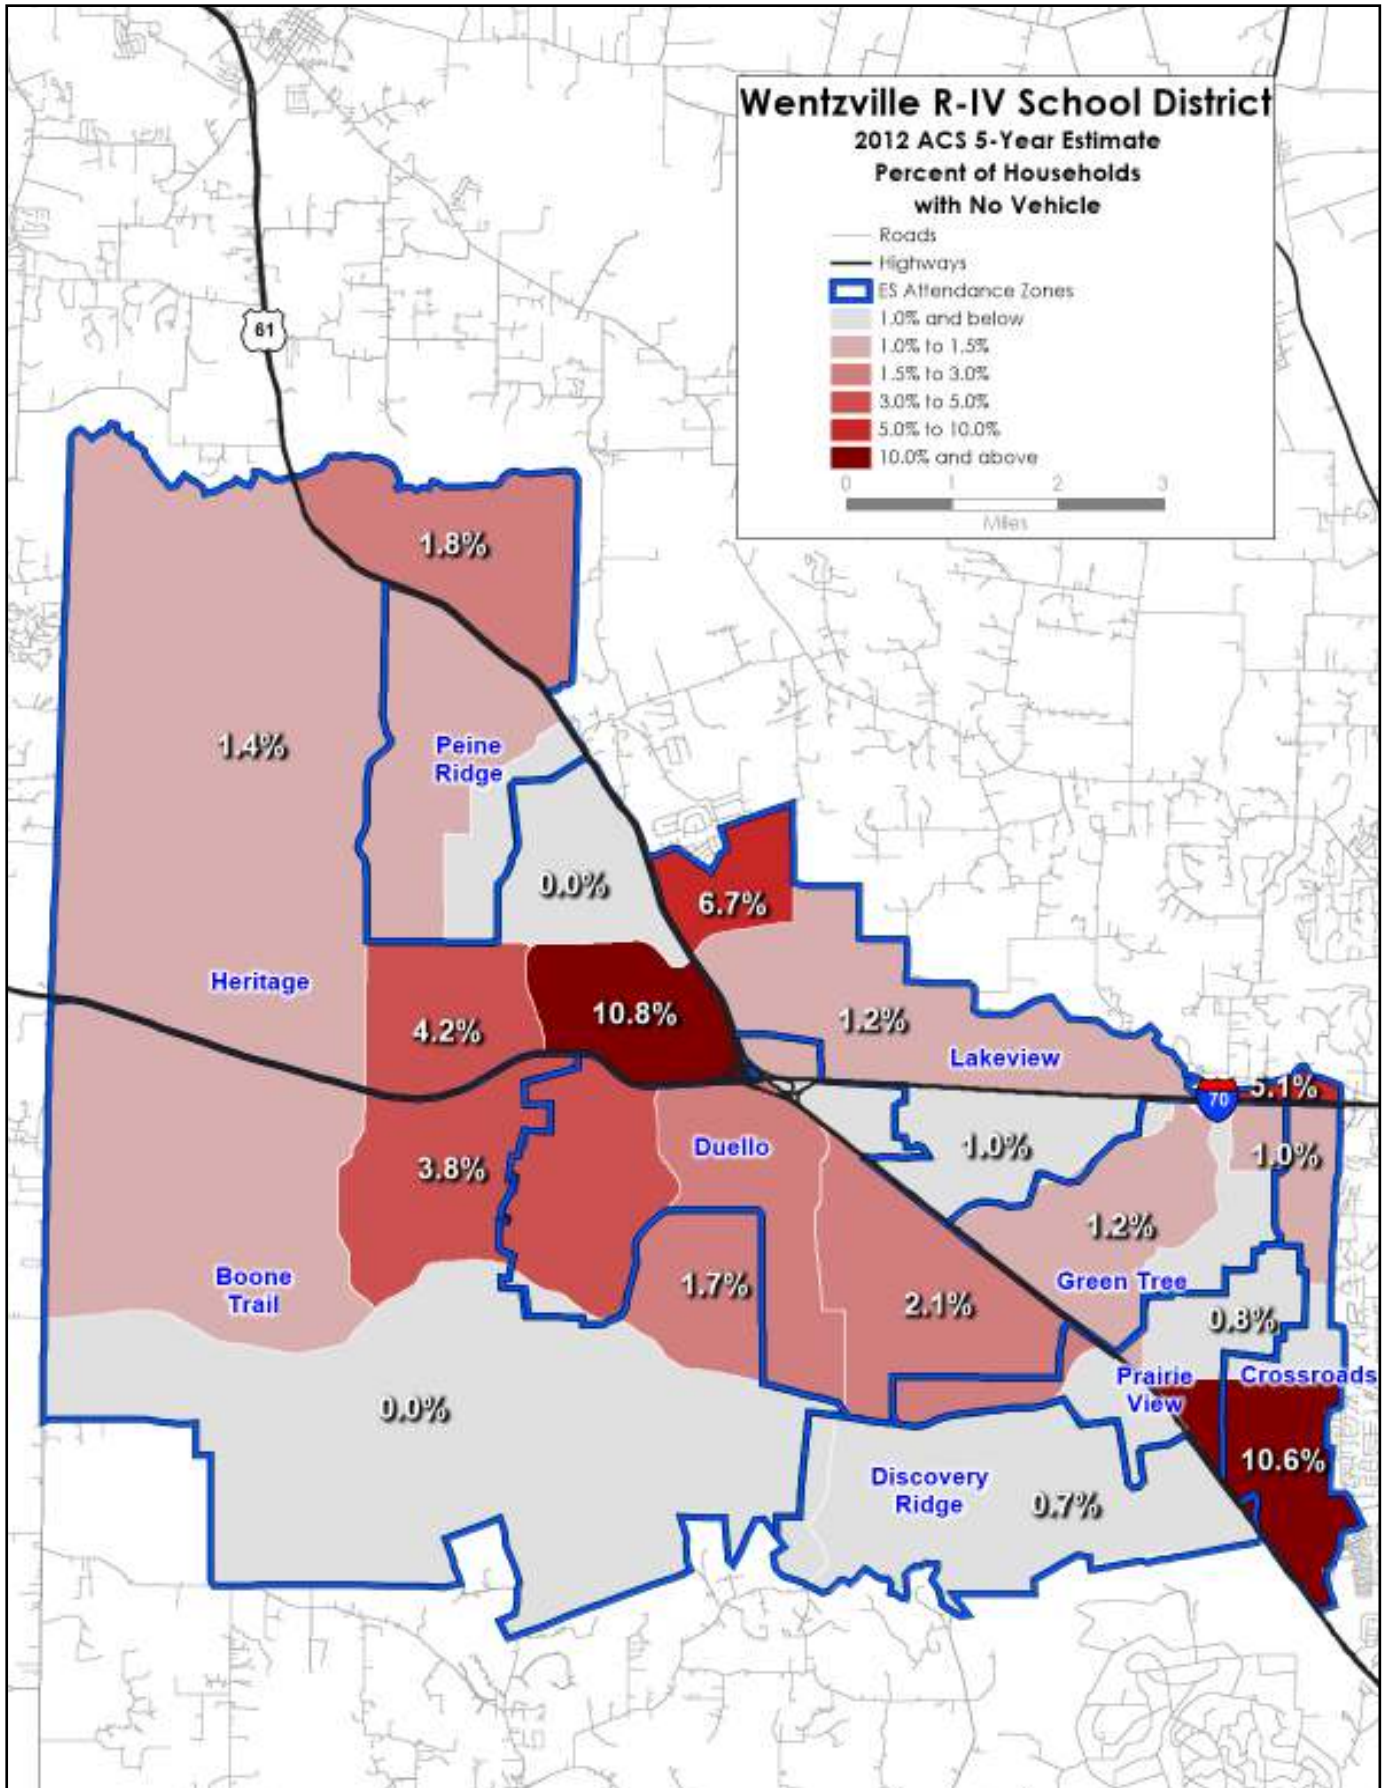 Wentzville R-IV School District
2012 ACS 5-Year Estimate
Percent of Households
with No Vehicle
Roads
Highways
ES Attendance Zones
1.0% and below
1.0% to 1.5%
1.5% to 3.0%
3.0% to 5.0%
5.0% to 10.0%
10.0% and above
0 1 2 3
Miles
61
1.8%
1.4%
Peine
Ridge
0.0%
6.7%
Heritage
4.2%
10.8%
1.2%
Lakeview
5.1%
70
Duello
1.0%
1.0%
3.8%
1.2%
Boone
Trail
1.7%
Green Tree
2.1%
0.8%
Prairie
View
Crossroads
0.0%
10.6%
Discovery
Ridge
0.7%